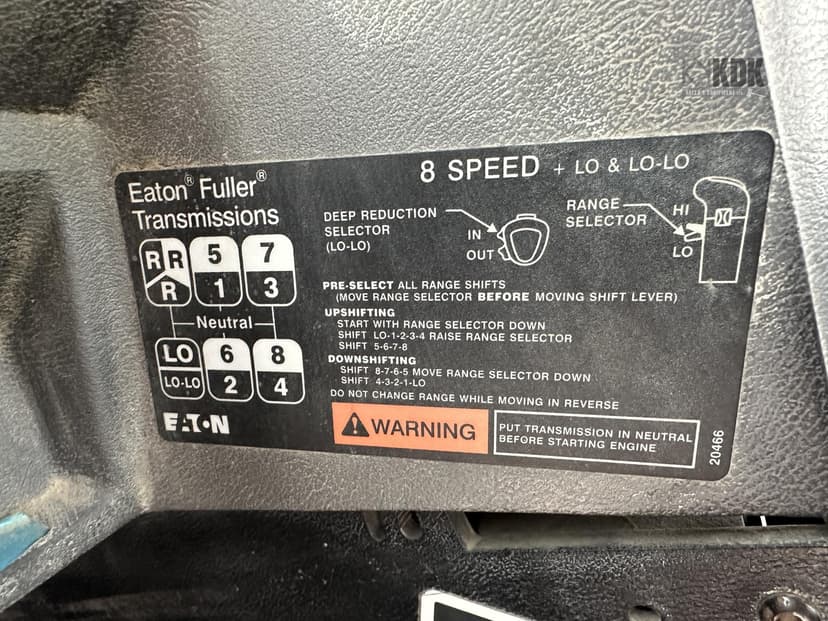 KDK
Eaton® Fuller®
Transmissions
8 SPEED + LO & LO-LO
DEEP REDUCTION
SELECTOR
(LO-LO)
IN
OUT
RANGE
SELECTOR
HI
LO
R R 5 7
R 1 3
Neutral
LO 6 8
LO-LO 2 4
PRE-SELECT ALL RANGE SHIFTS
(MOVE RANGE SELECTOR BEFORE MOVING SHIFT LEVER)
UPSHIFTING
START WITH RANGE SELECTOR DOWN
SHIFT LO-1-2-3-4 RAISE RANGE SELECTOR
SHIFT 5-6-7-8
DOWNSHIFTING
SHIFT 8-7-6-5 MOVE RANGE SELECTOR DOWN
SHIFT 4-3-2-1-LO
DO NOT CHANGE RANGE WHILE MOVING IN REVERSE
EATON
WARNING
PUT TRANSMISSION IN NEUTRAL
BEFORE STARTING ENGINE
20466